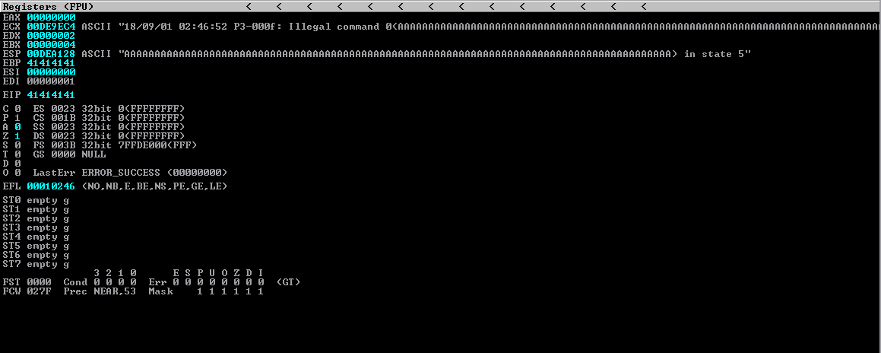 Registers (FPU) < < < < < < < < < < < < < <
EAX 00000000
ECX 00DE9EC4 ASCII "18/09/01 02:46:52 P3-000f: Illegal command 0(AAAAAAAAAAAAAAAAAAAAAAAAAAAAAAAAAAAAAAAAAAAAAAAAAAAAAAAAAAAAAAAAAAAAAAAAAAAAAAA
EDX 00000002
EBX 00000004
ESP 00DEA128 ASCII "AAAAAAAAAAAAAAAAAAAAAAAAAAAAAAAAAAAAAAAAAAAAAAAAAAAAAAAAAAAAAAAAAAAAAAAAAAAAAAAAAAAAAAAAAA> in state 5"
EBP 41414141
ESI 00000000
EDI 00000001
EIP 41414141
C 0 ES 0023 32bit 0(FFFFFFFF)
P 1 CS 001B 32bit 0(FFFFFFFF)
A 0 SS 0023 32bit 0(FFFFFFFF)
Z 1 DS 0023 32bit 0(FFFFFFFF)
S 0 FS 003B 32bit 7FFDE000(FFF)
T 0 GS 0000 NULL
D 0
O 0 LastErr ERROR_SUCCESS (00000000)
EFL 00010246 (NO,NB,E,BE,NS,PE,GE,LE)
ST0 empty g
ST1 empty g
ST2 empty g
ST3 empty g
ST4 empty g
ST5 empty g
ST6 empty g
ST7 empty g
3 2 1 0 E S P U O Z D I
FST 0000 Cond 0 0 0 0 Err 0 0 0 0 0 0 0 0 (GT)
FCW 027F Prec NEAR,53 Mask 1 1 1 1 1 1